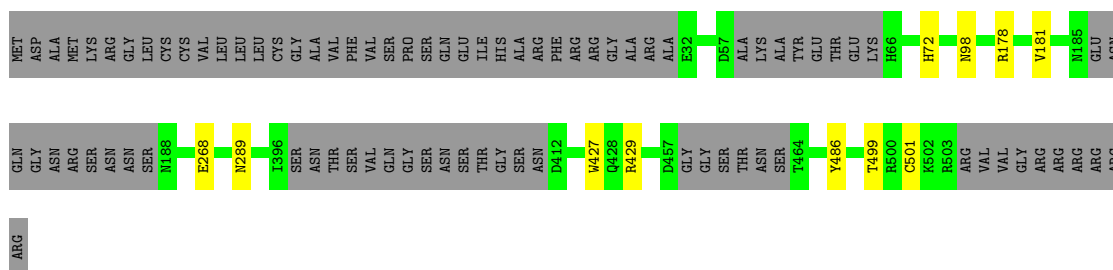 MET ASP ALA MET LYS ARG GLY LEU CYS CYS VAL LEU LEU LEU CYS GLY ALA VAL PHE VAL SER PRO SER GLN GLU ILE HIS ALA ARG PHE ARG ARG GLY ALA ARG ALA E32 D57 ALA LYS ALA TYR GLU THR GLU LYS H66 H72 N98 R178 V181 N185 GLU ASN
GLN GLY ASN ARG SER ASN ASN SER N188 E268 N289 I396 SER ASN THR SER VAL GLN GLY SER ASN SER THR GLY SER ASN D412 W427 Q428 R429 D457 GLY GLY SER THR ASN SER T464 Y486 T499 R500 C501 K502 R503 ARG VAL VAL GLY ARG ARG ARG ARG ARG
ARG